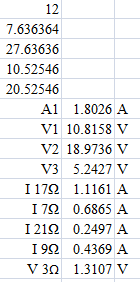 12
7.636364
27.63636
10.52546
20.52546
A1 1.8026 A
V1 10.8158 V
V2 18.9736 V
V3 5.2427 V
I 17Ω 1.1161 A
I 7Ω 0.6865 A
I 21Ω 0.2497 A
I 9Ω 0.4369 A
V 3Ω 1.3107 V